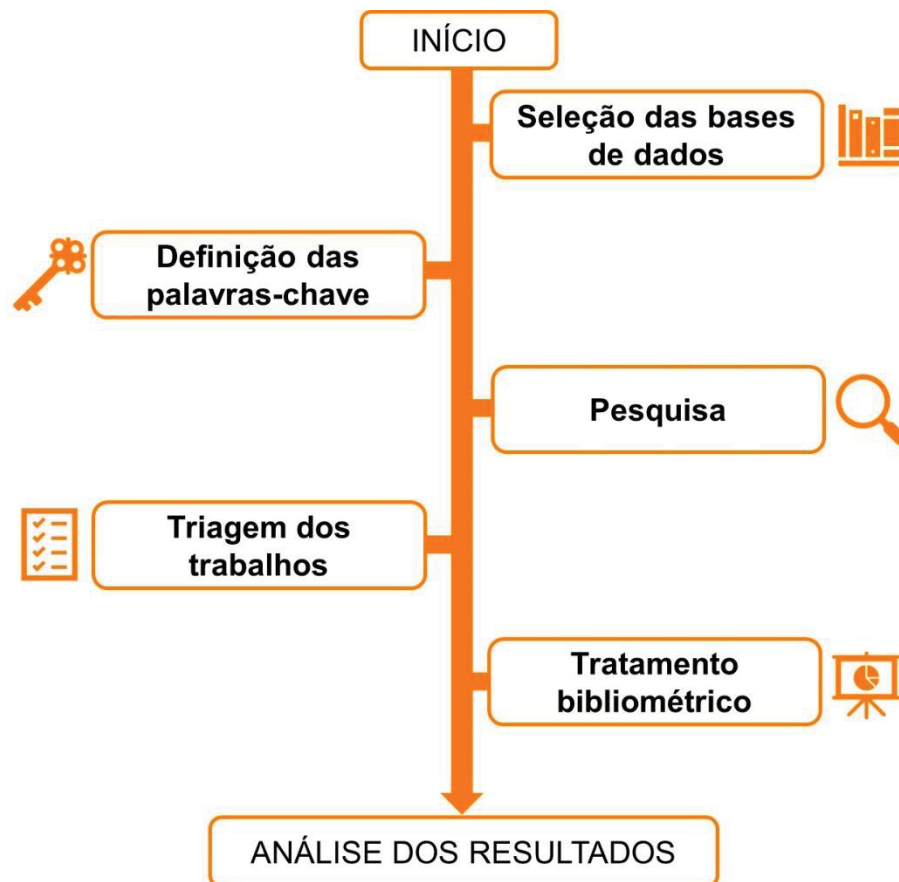 INÍCIO
Seleção das bases
de dados
Definição das
palavras-chave
Pesquisa
Triagem dos
trabalhos
Tratamento
bibliométrico
ANÁLISE DOS RESULTADOS